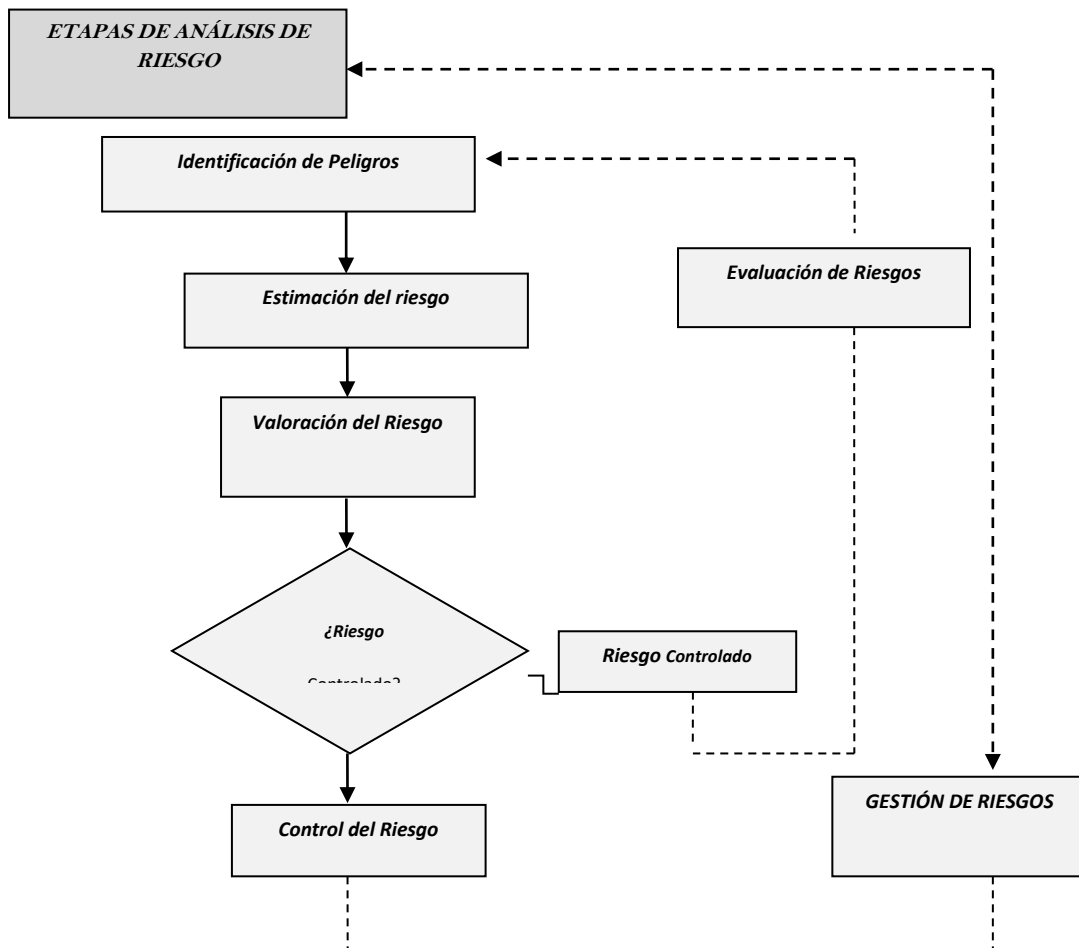 ETAPAS DE ANÁLISIS DE
RIESGO
Identificación de Peligros
Estimación del riesgo
Evaluación de Riesgos
Valoración del Riesgo
¿Riesgo
Controlado?
Riesgo Controlado
GESTIÓN DE RIESGOS
Control del Riesgo